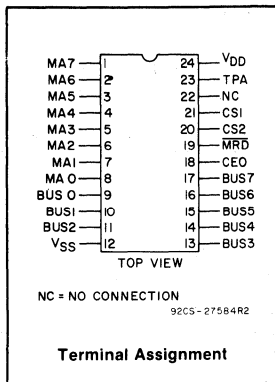 MA7 1 24 VDD
MA6 2 23 TPA
MA5 3 22 NC
MA4 4 21 CS1
MA3 5 20 CS2
MA2 6 19 MRD
MA1 7 18 CEO
MA 0 8 17 BUS7
BUS 0 9 16 BUS6
BUS1 10 15 BUS5
BUS2 11 14 BUS4
VSS 12 13 BUS3
TOP VIEW
NC = NO CONNECTION
92CS-27584R2
Terminal Assignment